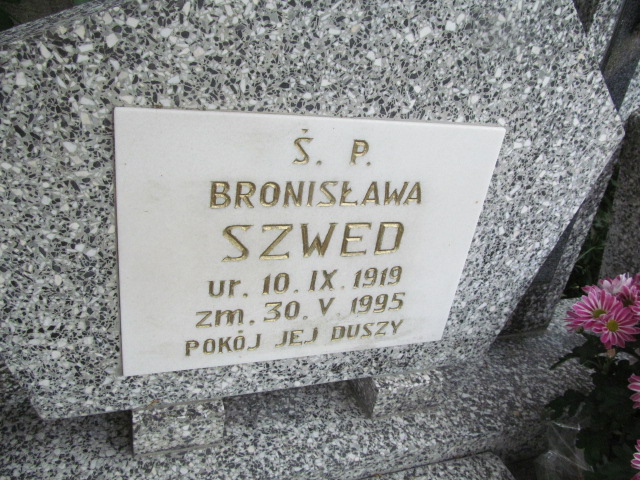 Ś. P.
BRONISŁAWA
SZWED
ur. 10. IX. 1919
zm. 30. V. 1995
POKÓJ JEJ DUSZY